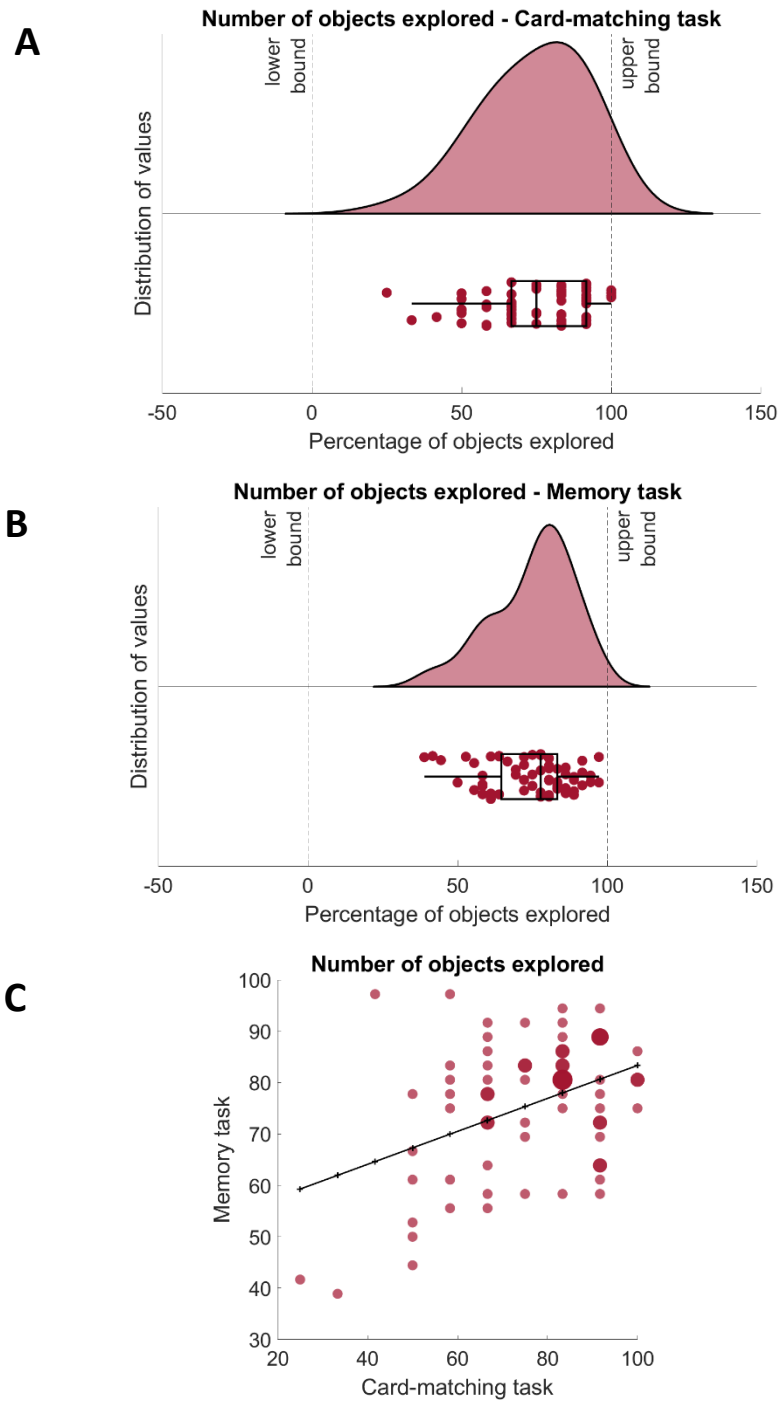 A
Number of objects explored - Card-matching task
lower
bound
upper
bound
Distribution of values
-50 0 50 100 150
Percentage of objects explored
B
Number of objects explored - Memory task
lower
bound
upper
bound
Distribution of values
-50 0 50 100 150
Percentage of objects explored
C
Number of objects explored
100
90
80
70
60
50
40
30
Memory task
20 40 60 80 100
Card-matching task